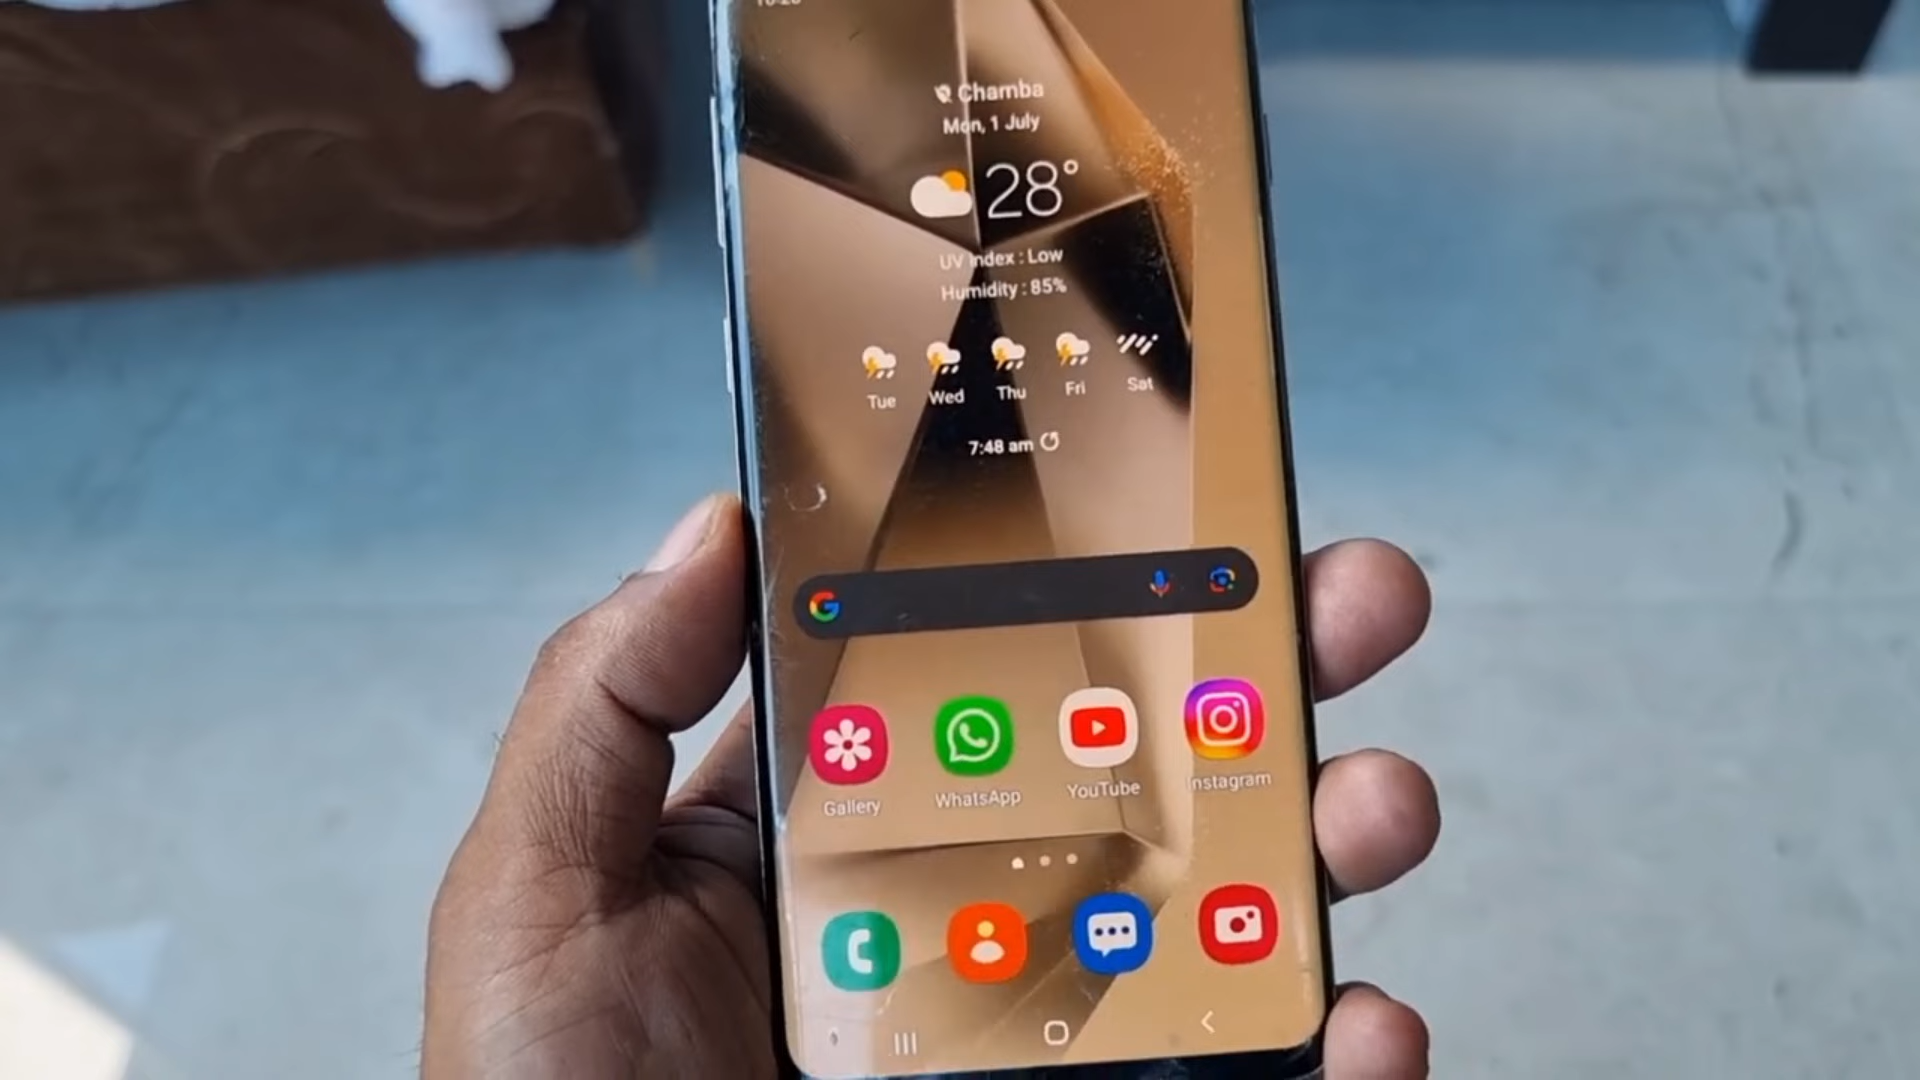 Chamba
Mon, 1 July
28°
UV Index : Low
Humidity : 85%
Tue Wed Thu Fri Sat
7:48 am
Gallery WhatsApp YouTube Instagram